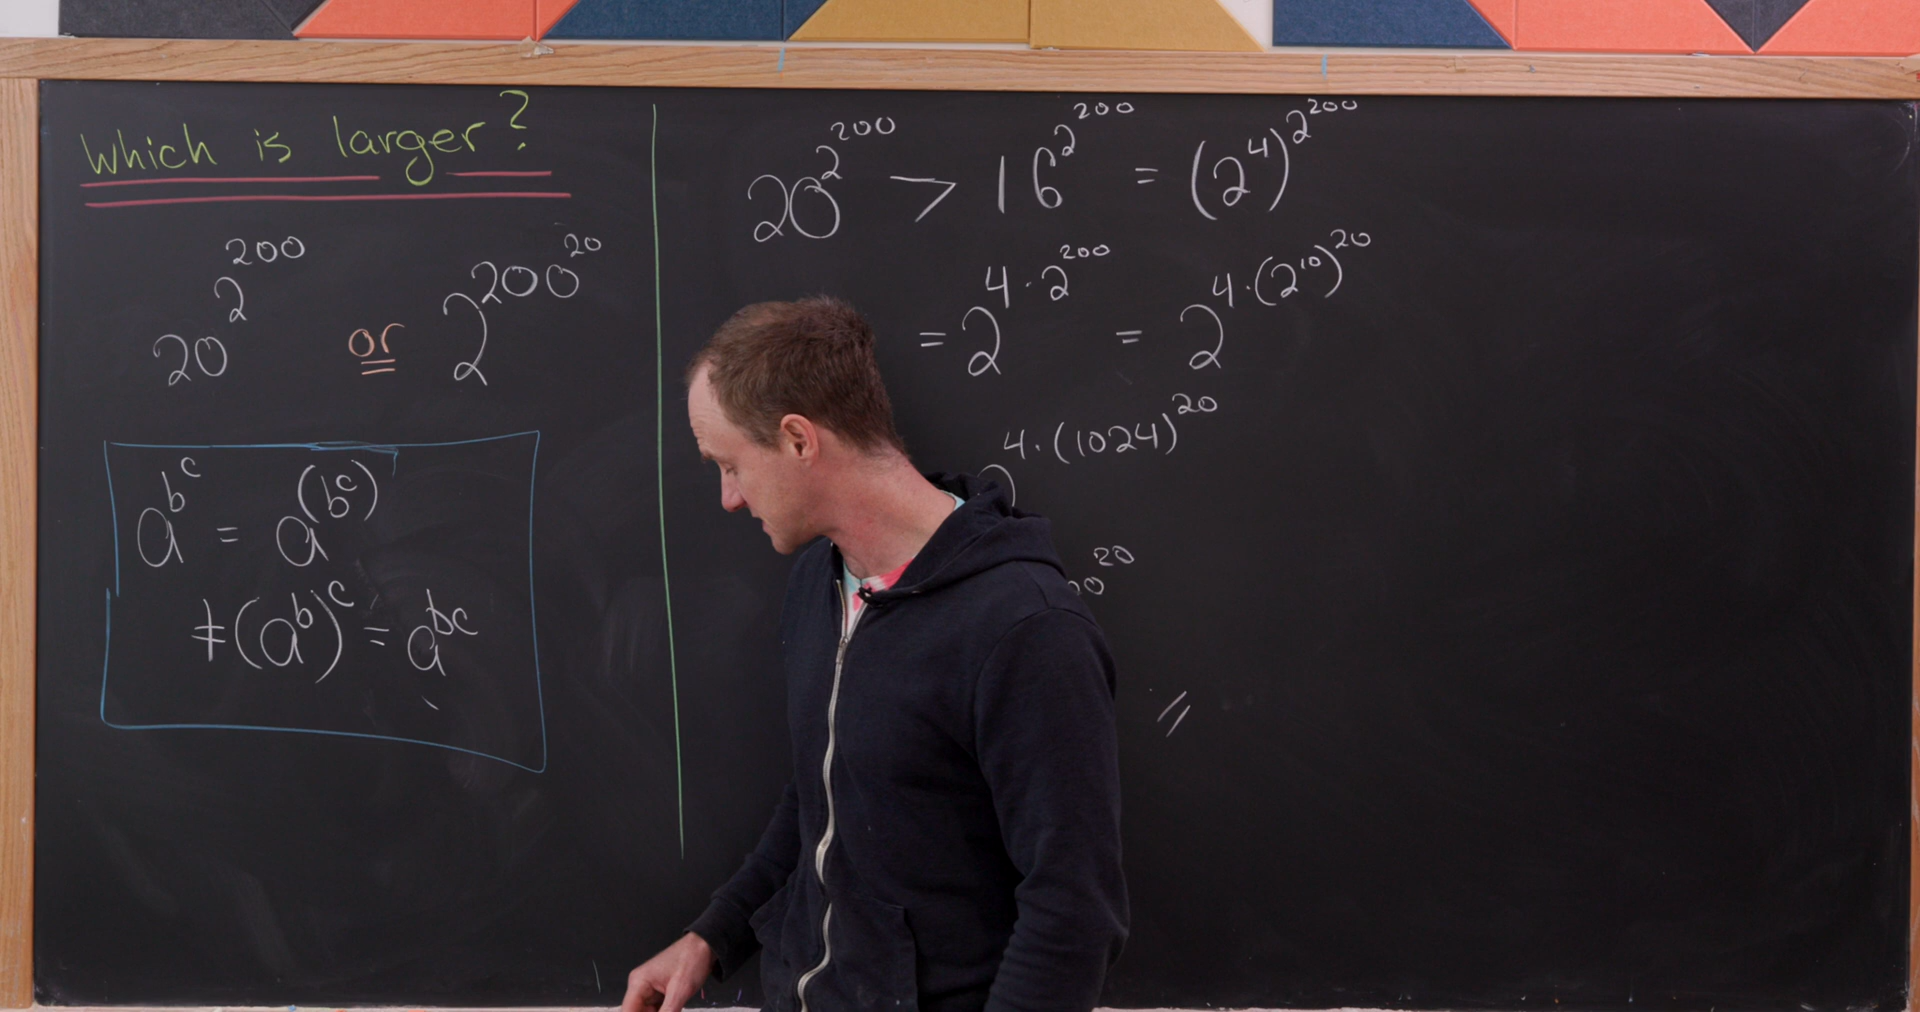 Which is larger?
20^2^200 or 2^200^20
a^b^c = a^(b^c)
≠ (a^b)^c = a^bc
20^2^200 > 16^2^200 = (2^4)^2^200
= 2^4·2^200 = 2^4·(2^10)^20
2^4·(1024)^20